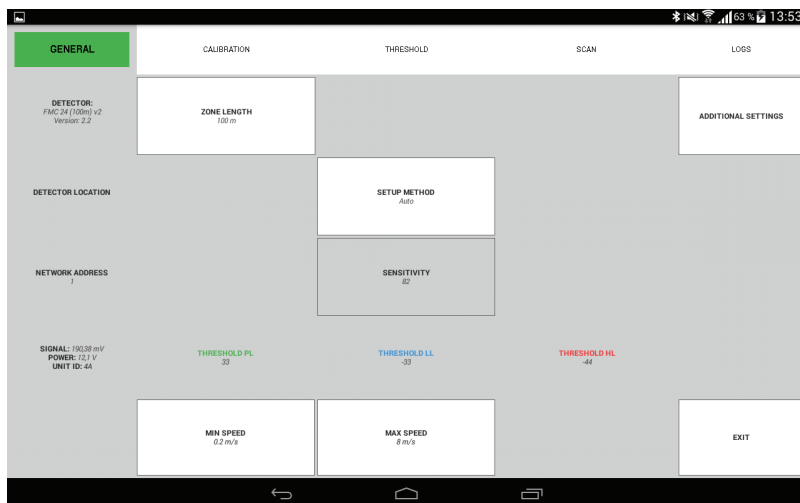 63 % 13:53
GENERAL CALIBRATION THRESHOLD SCAN LOGS
DETECTOR:
FMC 24 (100m) v2
Version: 2.2
ZONE LENGTH
100 m
ADDITIONAL SETTINGS
DETECTOR LOCATION
SETUP METHOD
Auto
NETWORK ADDRESS
1
SENSITIVITY
82
SIGNAL: 190,38 mV
POWER: 12,1 V
UNIT ID: 4A
THRESHOLD PL
33
THRESHOLD LL
-33
THRESHOLD HL
-44
MIN SPEED
0.2 m/s
MAX SPEED
8 m/s
EXIT